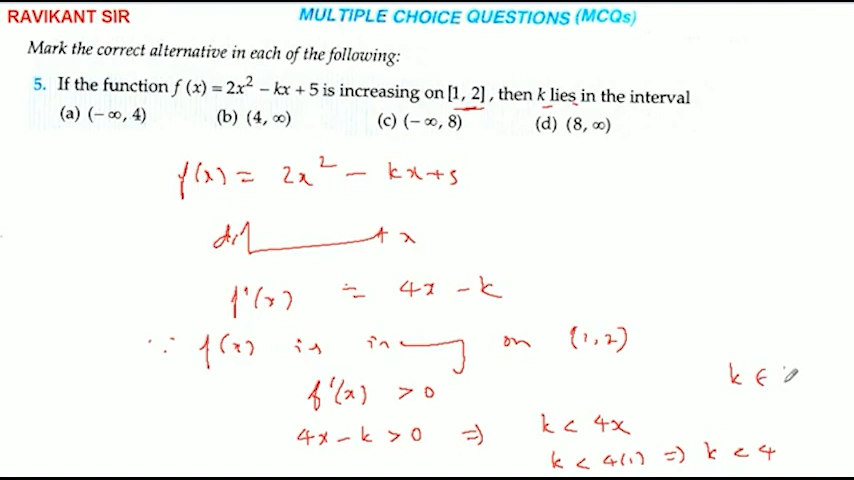 RAVIKANT SIR
MULTIPLE CHOICE QUESTIONS (MCQs)
Mark the correct alternative in each of the following:
5. If the function f (x) = 2x² – kx + 5 is increasing on [1, 2], then k lies in the interval
(a) (– ∞, 4) (b) (4, ∞) (c) (– ∞, 8) (d) (8, ∞)
f(x) = 2x² – kx+5
x
f'(x) = 4x – k
∵ f(x) is on (1,2)
f'(x) > 0
k ∈
4x – k > 0 ⇒ k < 4x
k < 4(1) ⇒ k < 4